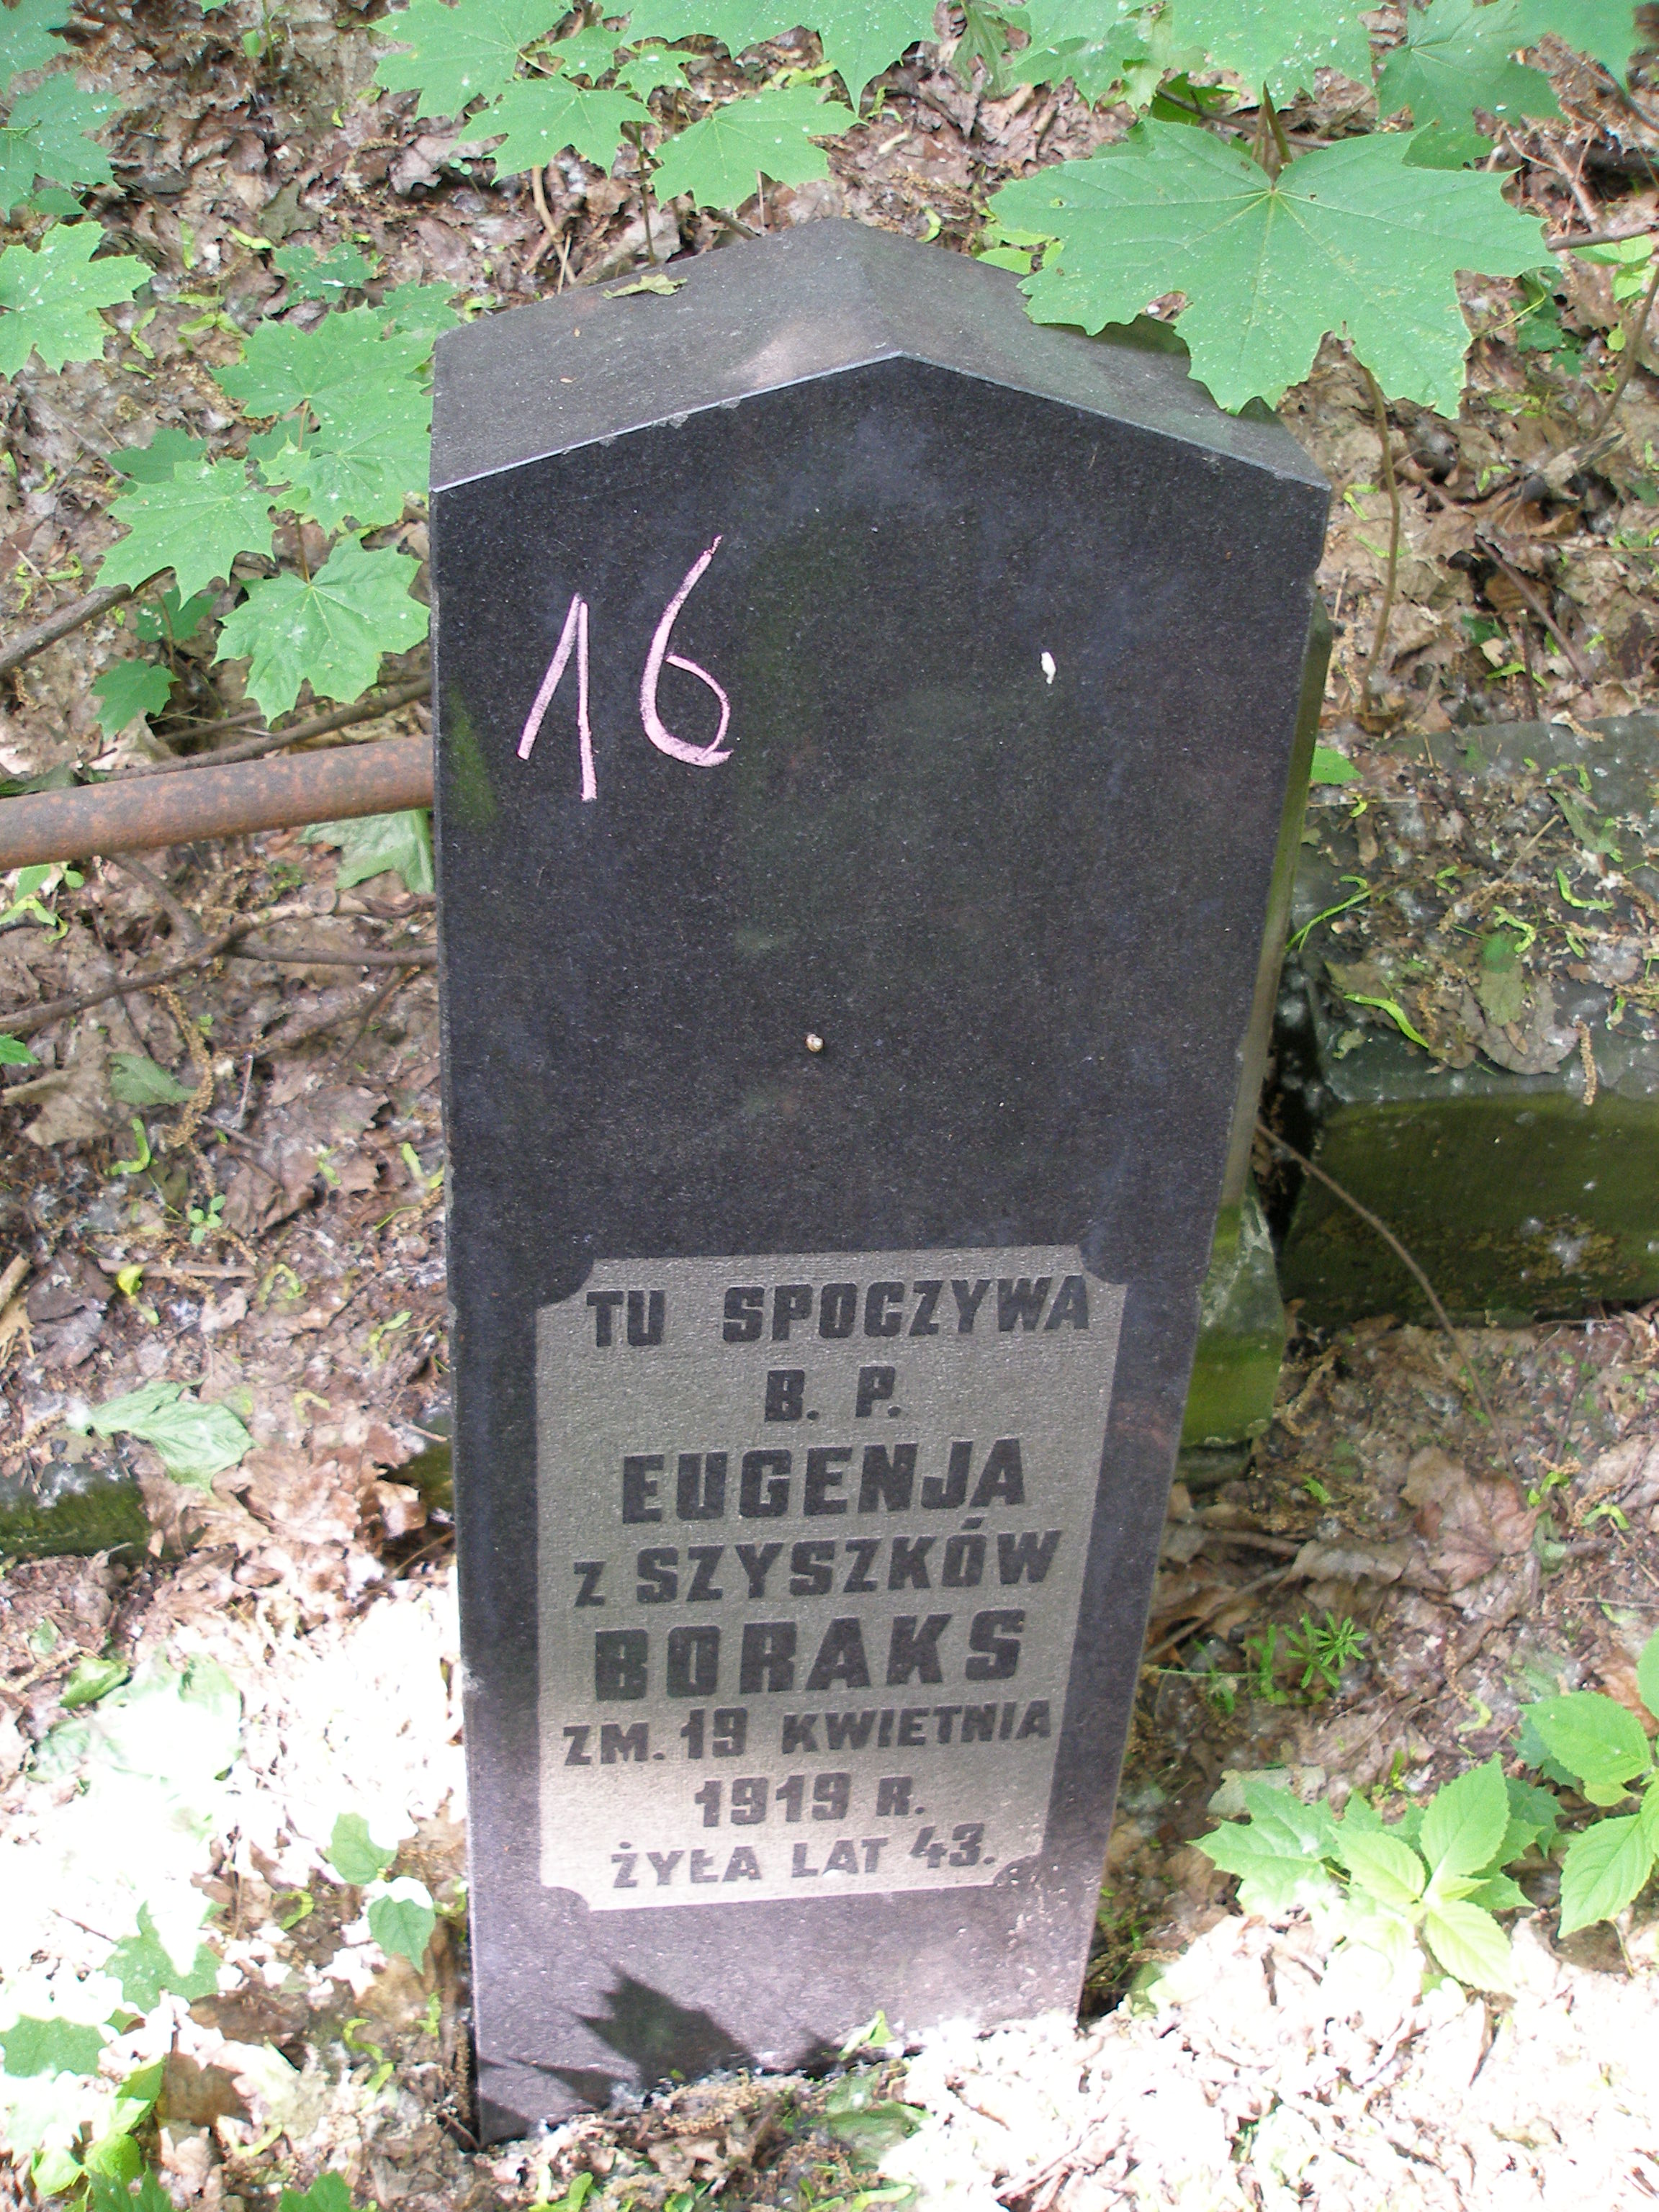 16
TU SPOCZYWA
B. P.
EUGENJA
Z SZYSZKÓW
BORAKS
ZM. 19 KWIETNIA
1919 R.
ŻYŁA LAT 43.